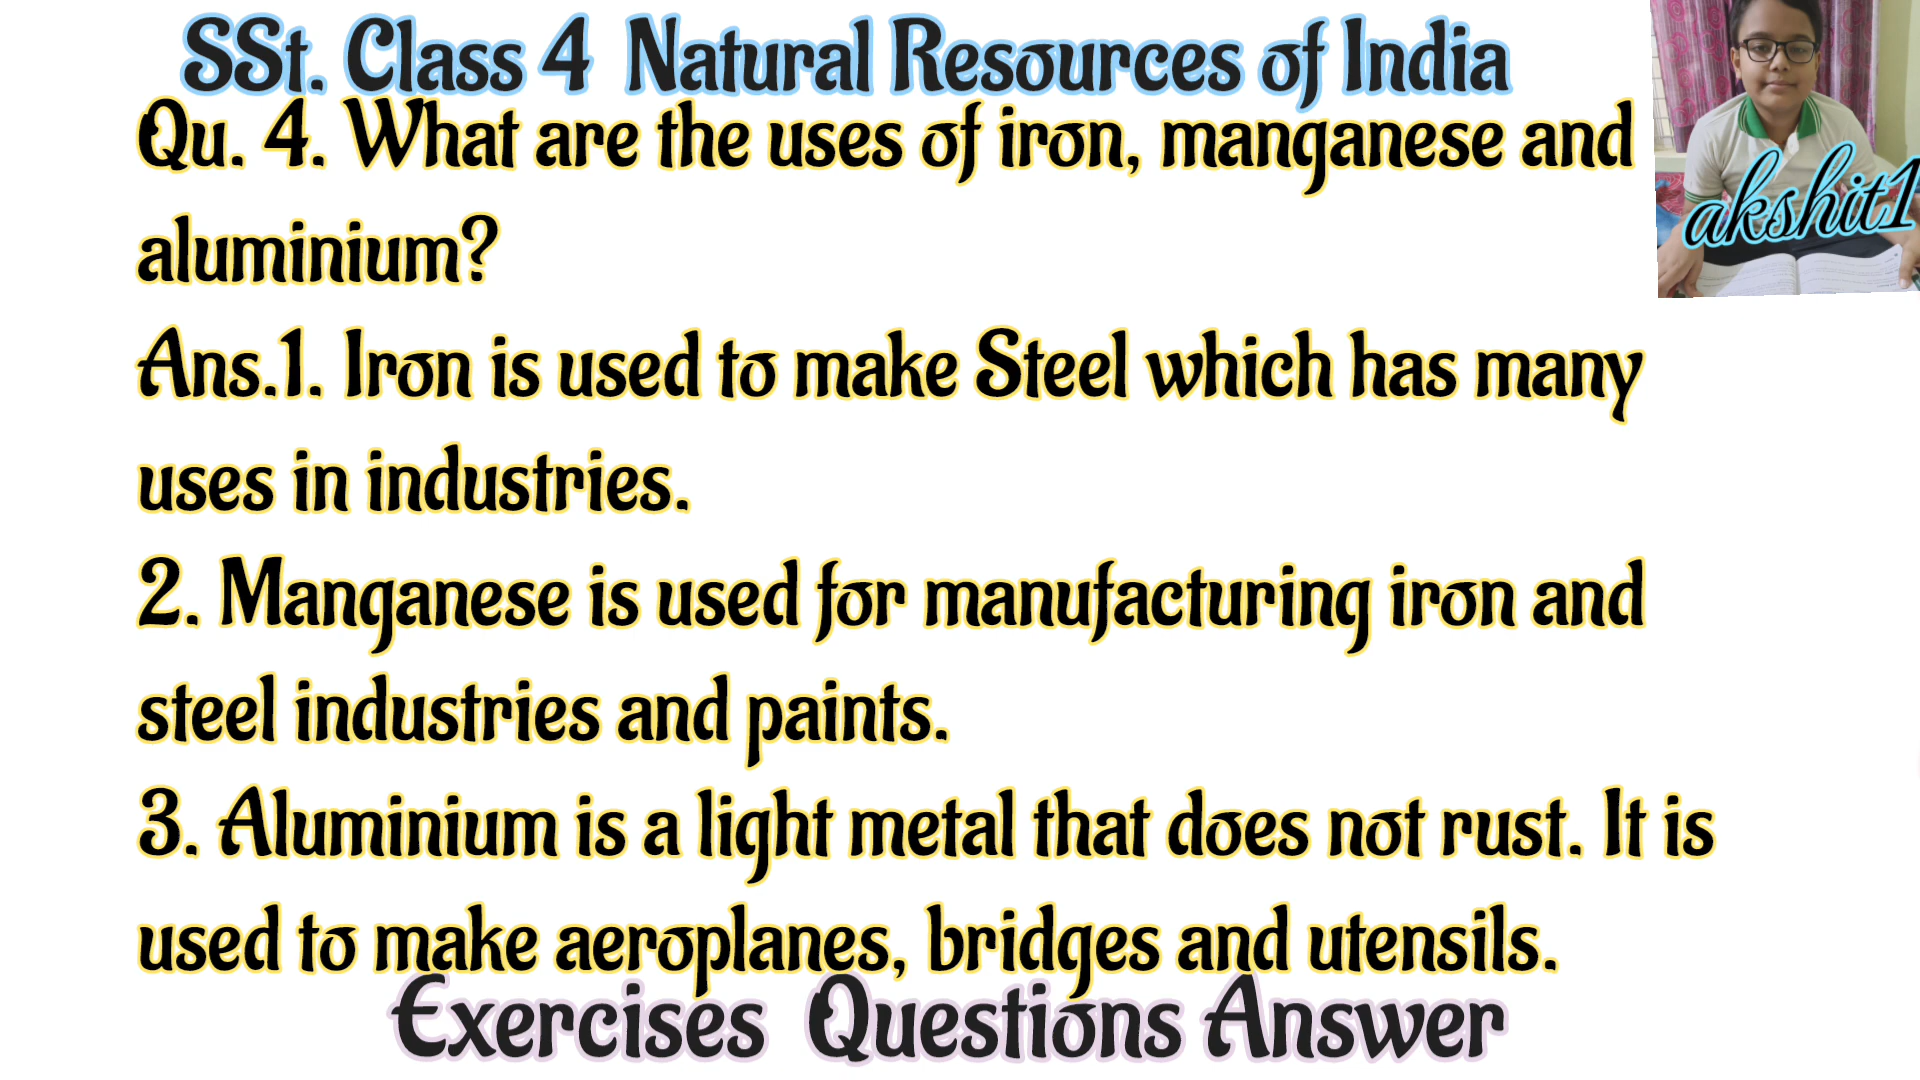 SSt. Class 4 Natural Resources of India
Qu. 4. What are the uses of iron, manganese and
aluminium?
akshit1
Ans.1. Iron is used to make Steel which has many
uses in industries.
2. Manganese is used for manufacturing iron and
steel industries and paints.
3. Aluminium is a light metal that does not rust. It is
used to make aeroplanes, bridges and utensils.
Exercises Questions Answer